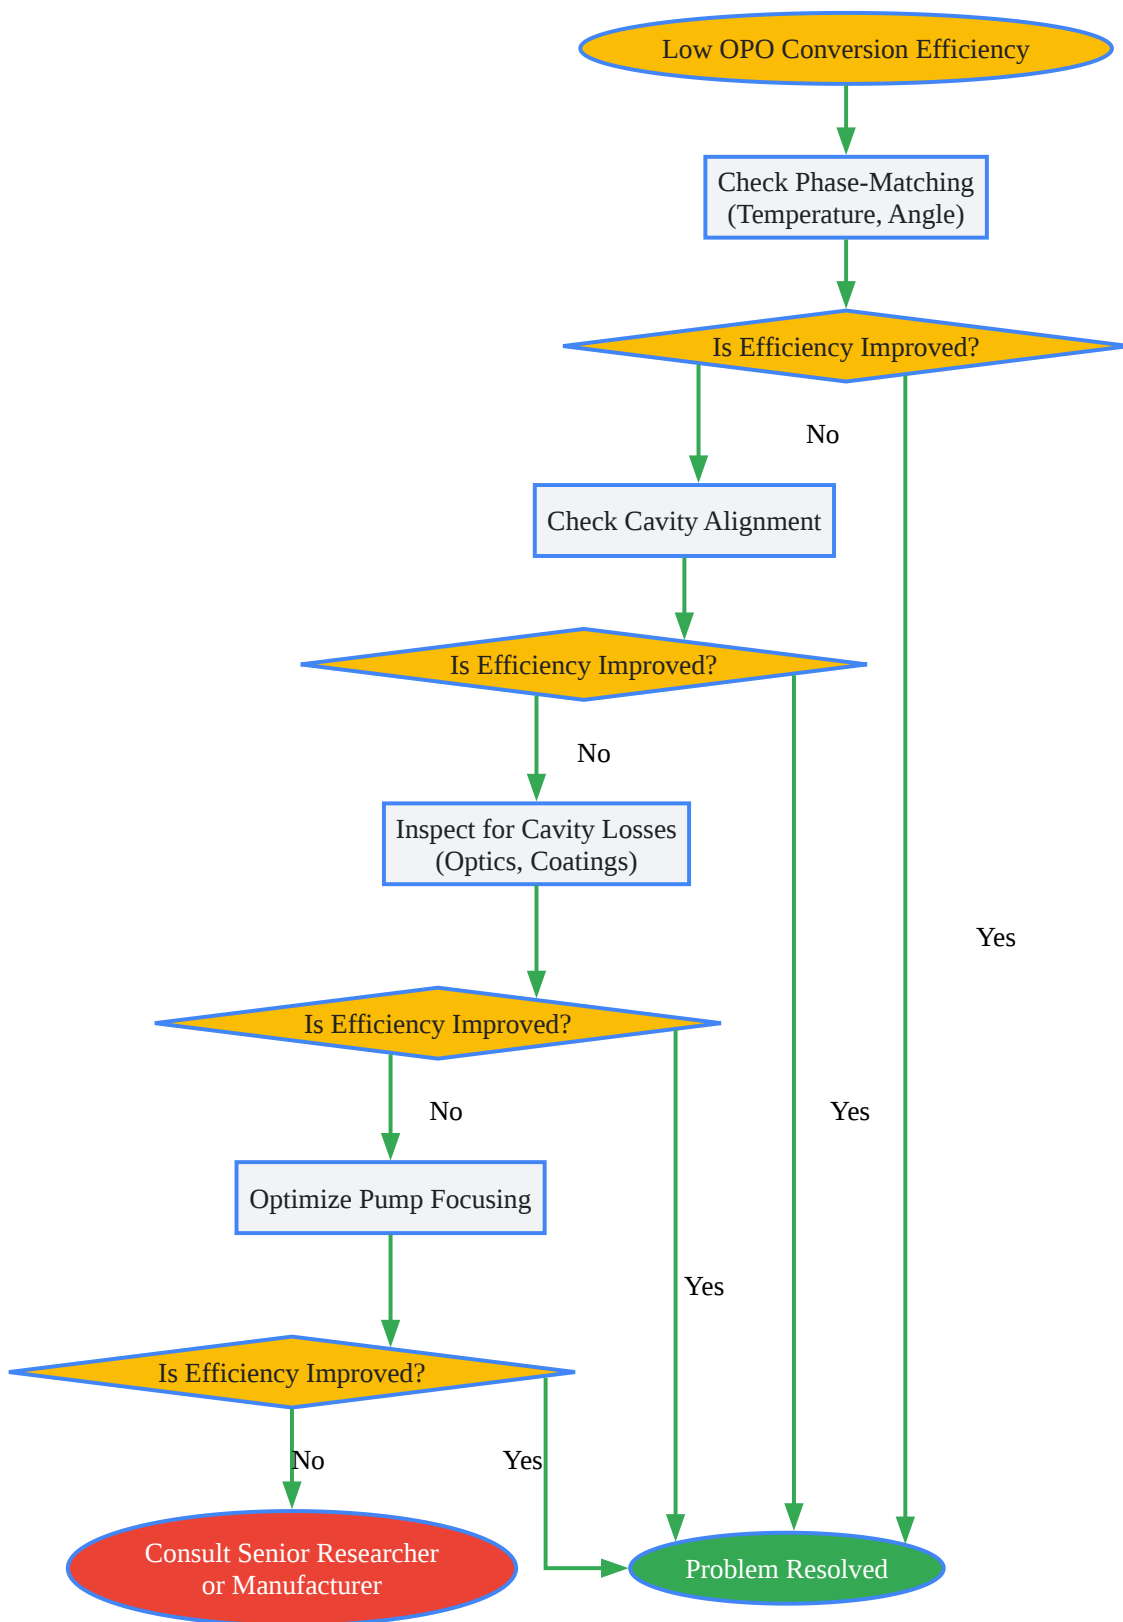 Low OPO Conversion Efficiency
Check Phase-Matching
(Temperature, Angle)
Is Efficiency Improved?
No
Check Cavity Alignment
Is Efficiency Improved?
No
Inspect for Cavity Losses
(Optics, Coatings)
Yes
Is Efficiency Improved?
No
Yes
Optimize Pump Focusing
Yes
Is Efficiency Improved?
No
Yes
Consult Senior Researcher
or Manufacturer
Problem Resolved